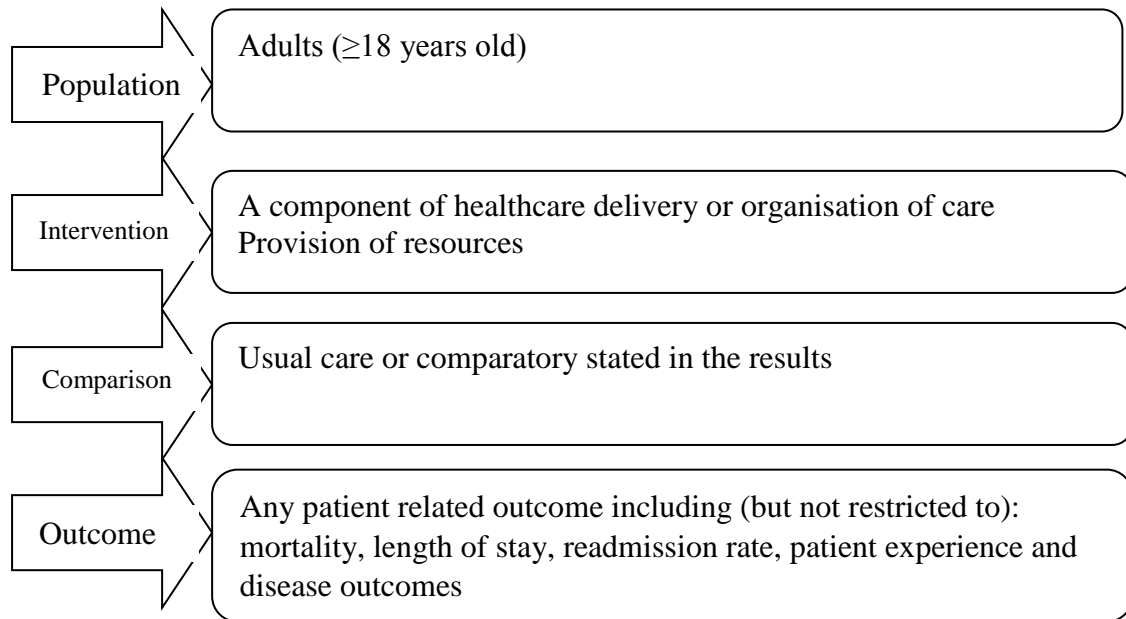 Population
Adults (≥18 years old)
Intervention
A component of healthcare delivery or organisation of care
Provision of resources
Comparison
Usual care or comparatory stated in the results
Outcome
Any patient related outcome including (but not restricted to):
mortality, length of stay, readmission rate, patient experience and
disease outcomes